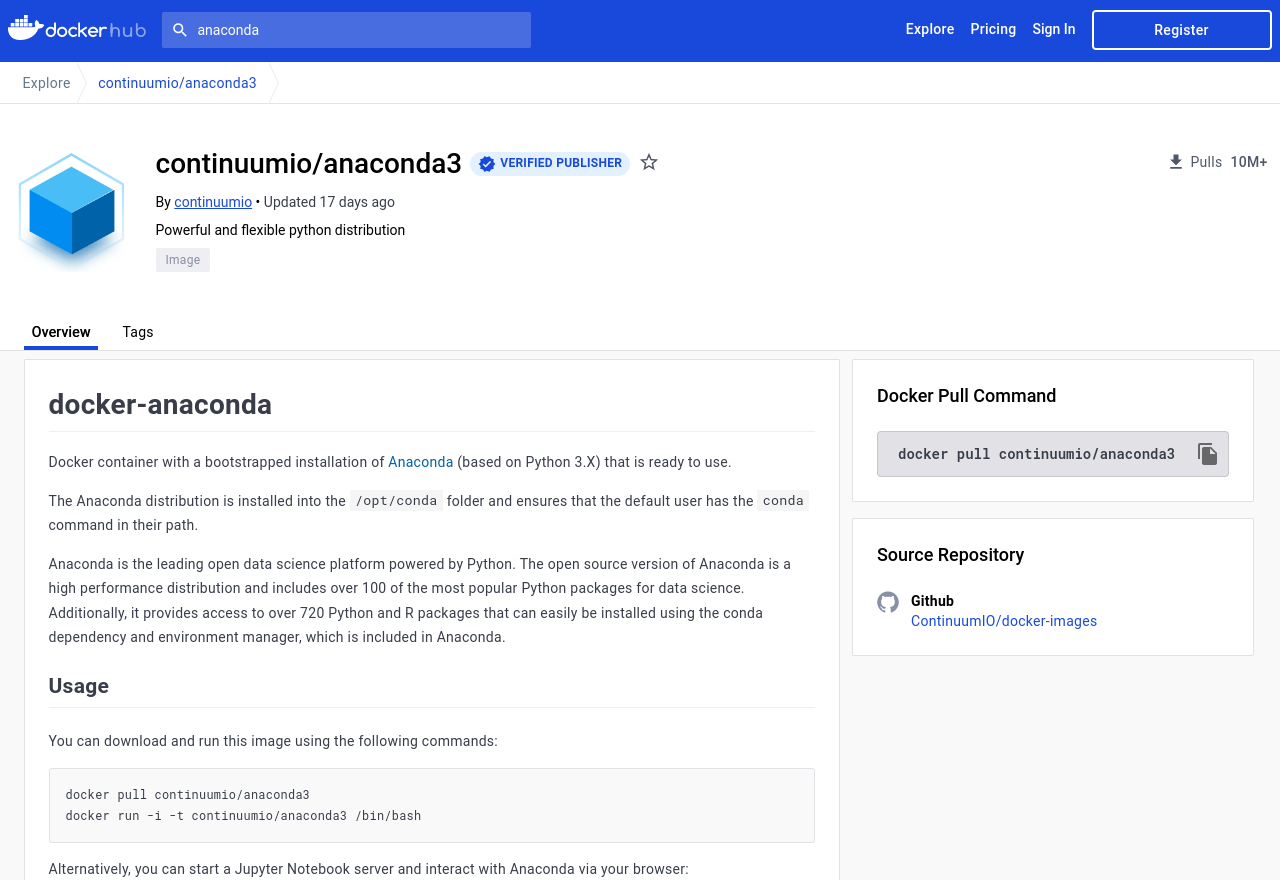 dockerhub
anaconda
Explore
Pricing
Sign In
Register
Explore
continuumio/anaconda3
continuumio/anaconda3
VERIFIED PUBLISHER
Pulls 10M+
By continuumio • Updated 17 days ago
Powerful and flexible python distribution
Image
Overview
Tags
docker-anaconda
Docker container with a bootstrapped installation of Anaconda (based on Python 3.X) that is ready to use.
The Anaconda distribution is installed into the /opt/conda folder and ensures that the default user has the conda
command in their path.
Anaconda is the leading open data science platform powered by Python. The open source version of Anaconda is a
high performance distribution and includes over 100 of the most popular Python packages for data science.
Additionally, it provides access to over 720 Python and R packages that can easily be installed using the conda
dependency and environment manager, which is included in Anaconda.
Usage
You can download and run this image using the following commands:
docker pull continuumio/anaconda3
docker run -i -t continuumio/anaconda3 /bin/bash
Alternatively, you can start a Jupyter Notebook server and interact with Anaconda via your browser:
Docker Pull Command
docker pull continuumio/anaconda3
Source Repository
Github
ContinuumIO/docker-images